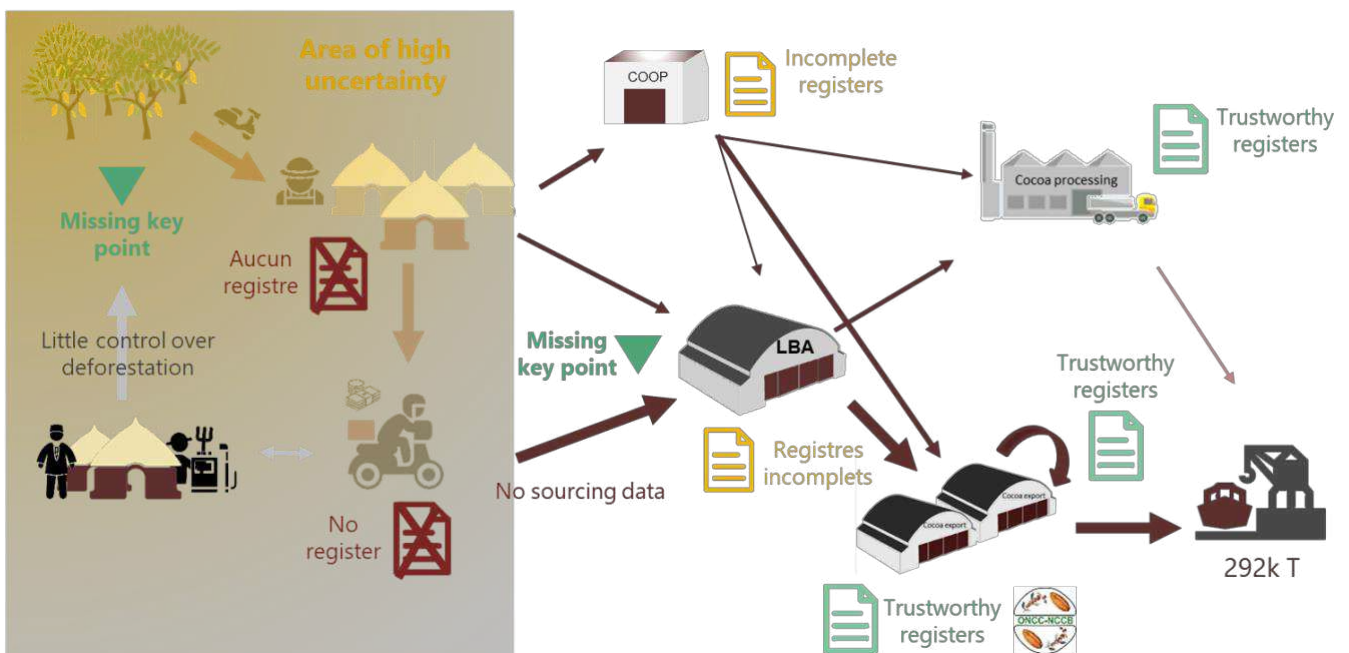 Area of high
uncertainty
COOP
Incomplete
registers
Trustworthy
registers
Cocoa processing
Missing key
point
Aucun
registre
Little control over
deforestation
Missing
key point
LBA
Trustworthy
registers
Registres
incomplets
No sourcing data
No
register
Cocoa export
Cocoa export
292k T
Trustworthy
registers
ONCC-NCCB